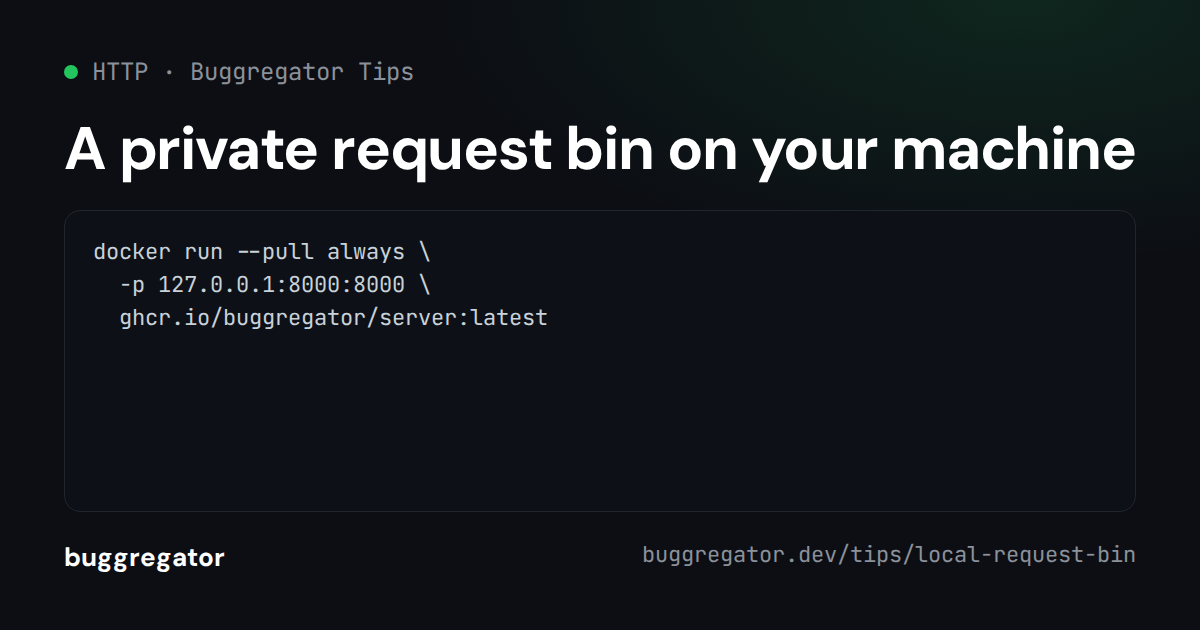 HTTP · Buggregator Tips
A private request bin on your machine
docker run --pull always \
  -p 127.0.0.1:8000:8000 \
  ghcr.io/buggregator/server:latest
buggregator
buggregator.dev/tips/local-request-bin